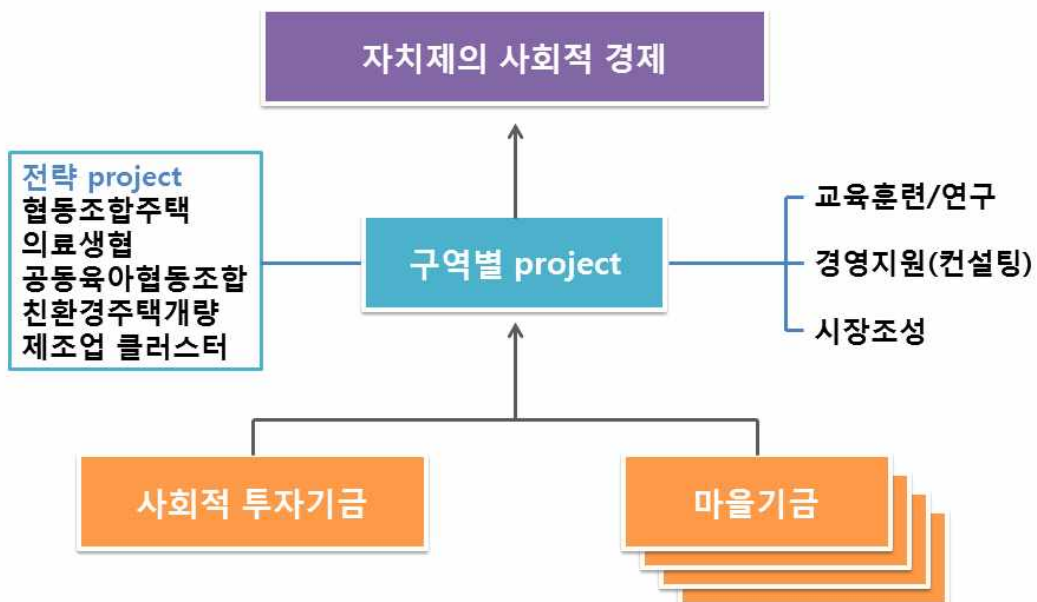 자치제의 사회적 경제
전략 project
협동조합주택
의료생협
공동육아협동조합
친환경주택개량
제조업 클러스터
구역별 project
교육훈련/연구
경영지원(컨설팅)
시장조성
사회적 투자기금
마을기금